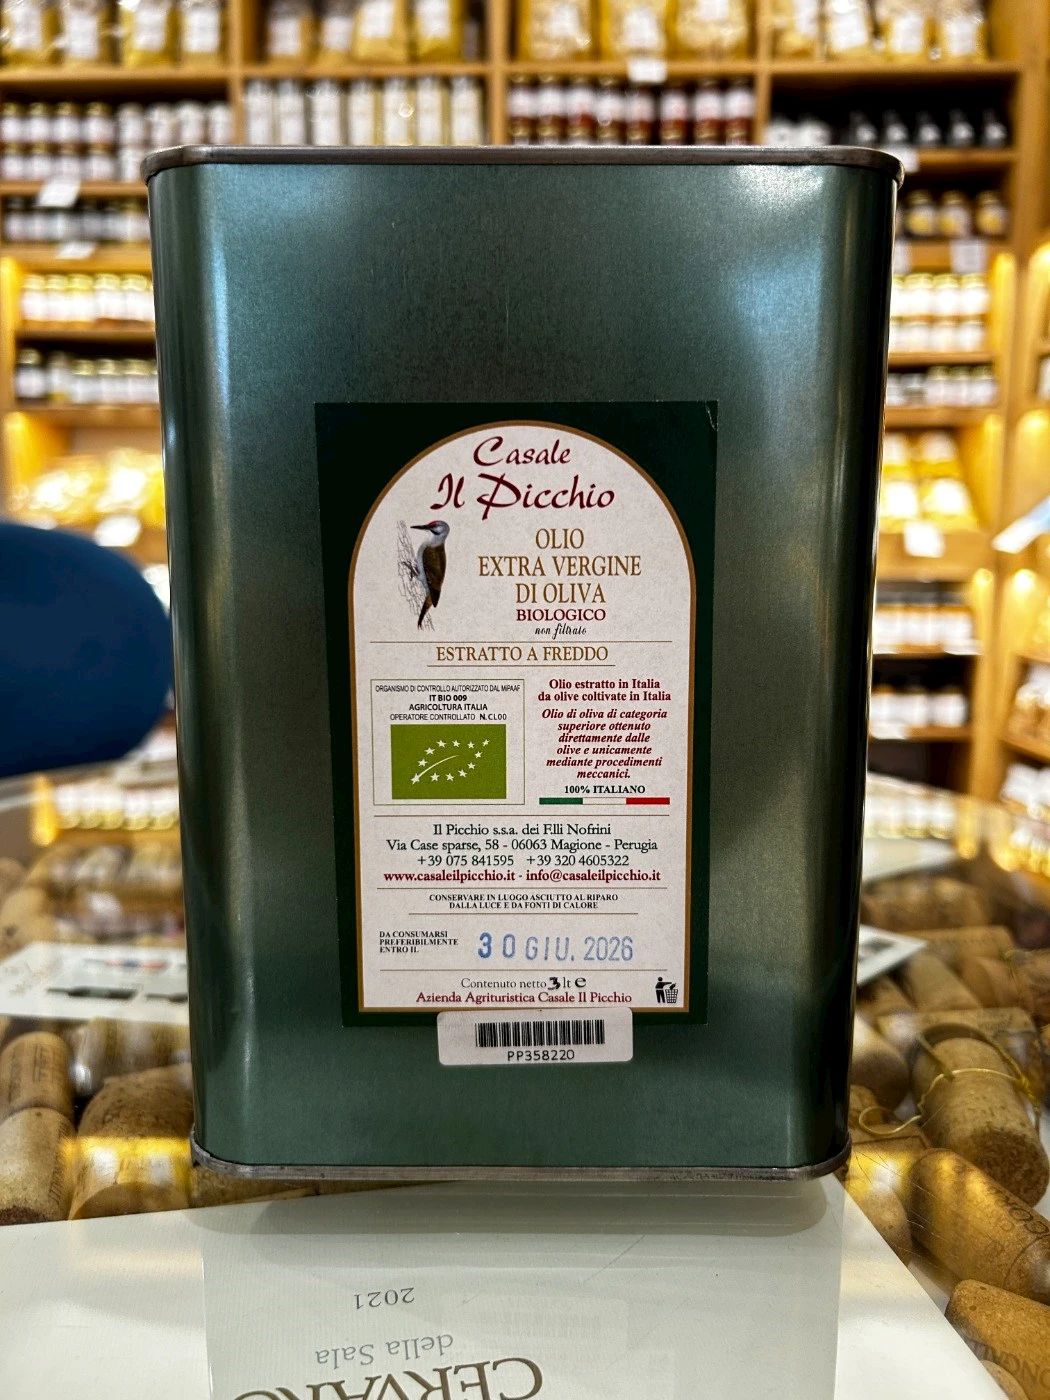 Casale
Il Picchio
OLIO
EXTRA VERGINE
DI OLIVA
BIOLOGICO
non filtrato
ESTRATTO A FREDDO
ORGANISMO DI CONTROLLO AUTORIZZATO DAL MIPAAF
IT BIO 009
AGRICOLTURA ITALIA
OPERATORE CONTROLLATO N.CL00
Olio estratto in Italia
da olive coltivate in Italia
Olio di oliva di categoria
superiore ottenuto
direttamente dalle
olive e unicamente
mediante procedimenti
meccanici.
100% ITALIANO
Il Picchio s.s.a. dei F.lli Nofrini
Via Case sparse, 58 - 06063 Magione - Perugia
+39 075 841595 +39 320 4605322
www.casaleilpicchio.it - info@casaleilpicchio.it
CONSERVARE IN LUOGO ASCIUTTO AL RIPARO
DALLA LUCE E DA FONTI DI CALORE
DA CONSUMARSI
PREFERIBILMENTE
ENTRO IL
30 GIU. 2026
Contenuto netto 3 lt e
Azienda Agrituristica Casale Il Picchio
PP358220
2021
della Sala
CERVARO